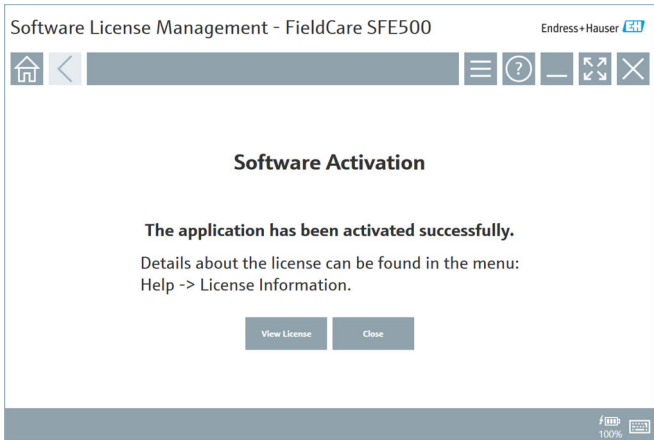 Software License Management - FieldCare SFE500
Endress+Hauser EH
?
Software Activation
The application has been activated successfully.
Details about the license can be found in the menu:
Help -> License Information.
View License
Close
100%